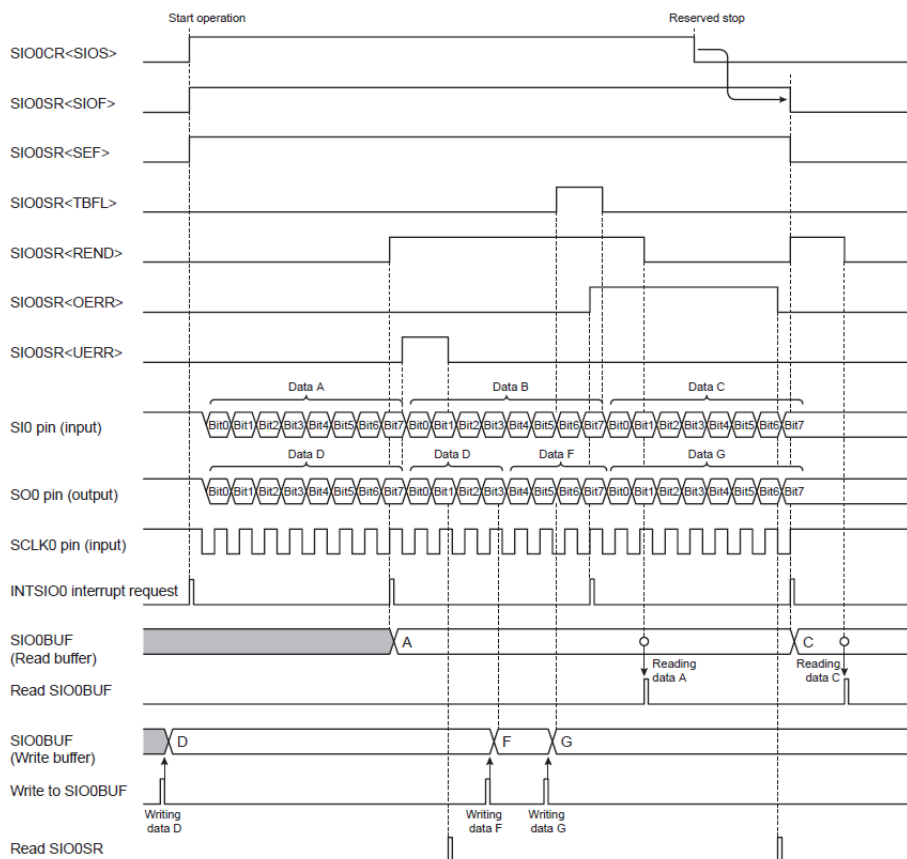 Start operation Reserved stop
SIO0CR<SIOS>
SIO0SR<SIOF>
SIO0SR<SEF>
SIO0SR<TBFL>
SIO0SR<REND>
SIO0SR<OERR>
SIO0SR<UERR>
Data A Data B Data C
SI0 pin (input) Bit0 Bit1 Bit2 Bit3 Bit4 Bit5 Bit6 Bit7 Bit0 Bit1 Bit2 Bit3 Bit4 Bit5 Bit6 Bit7 Bit0 Bit1 Bit2 Bit3 Bit4 Bit5 Bit6 Bit7
Data D Data D Data F Data G
SO0 pin (output) Bit0 Bit1 Bit2 Bit3 Bit4 Bit5 Bit6 Bit7 Bit0 Bit1 Bit2 Bit3 Bit4 Bit5 Bit6 Bit7 Bit0 Bit1 Bit2 Bit3 Bit4 Bit5 Bit6 Bit7
SCLK0 pin (input)
INTSIO0 interrupt request
SIO0BUF
(Read buffer)
A C
Reading
data A
Reading
data C
Read SIO0BUF
SIO0BUF
(Write buffer)
D F G
Write to SIO0BUF
Writing
data D
Writing
data F
Writing
data G
Read SIO0SR